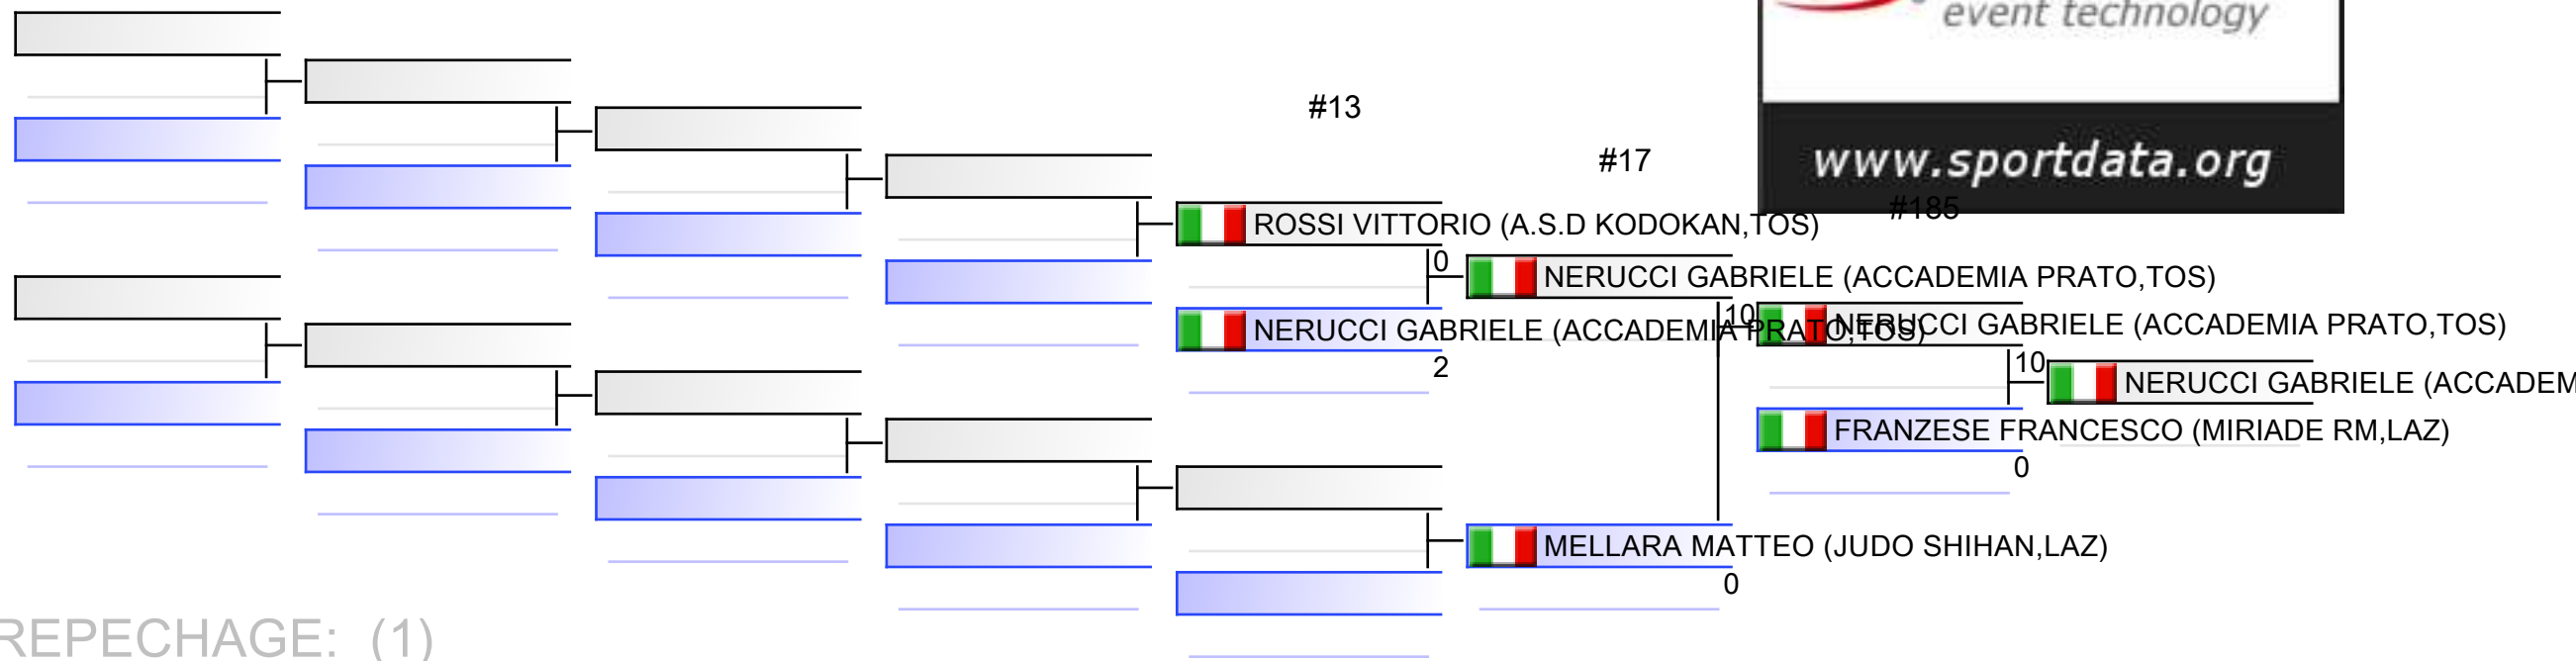 event technology
#13
#17
www.sportdata.org
#185
ROSSI VITTORIO (A.S.D KODOKAN,TOS)
0
NERUCCI GABRIELE (ACCADEMIA PRATO,TOS)
10
NERUCCI GABRIELE (ACCADEMIA PRATO,TOS)
NERUCCI GABRIELE (ACCADEMIA PRATO,TOS)
2
10
NERUCCI GABRIELE (ACCADEM
FRANZESE FRANCESCO (MIRIADE RM,LAZ)
0
MELLARA MATTEO (JUDO SHIHAN,LAZ)
0
REPECHAGE: (1)